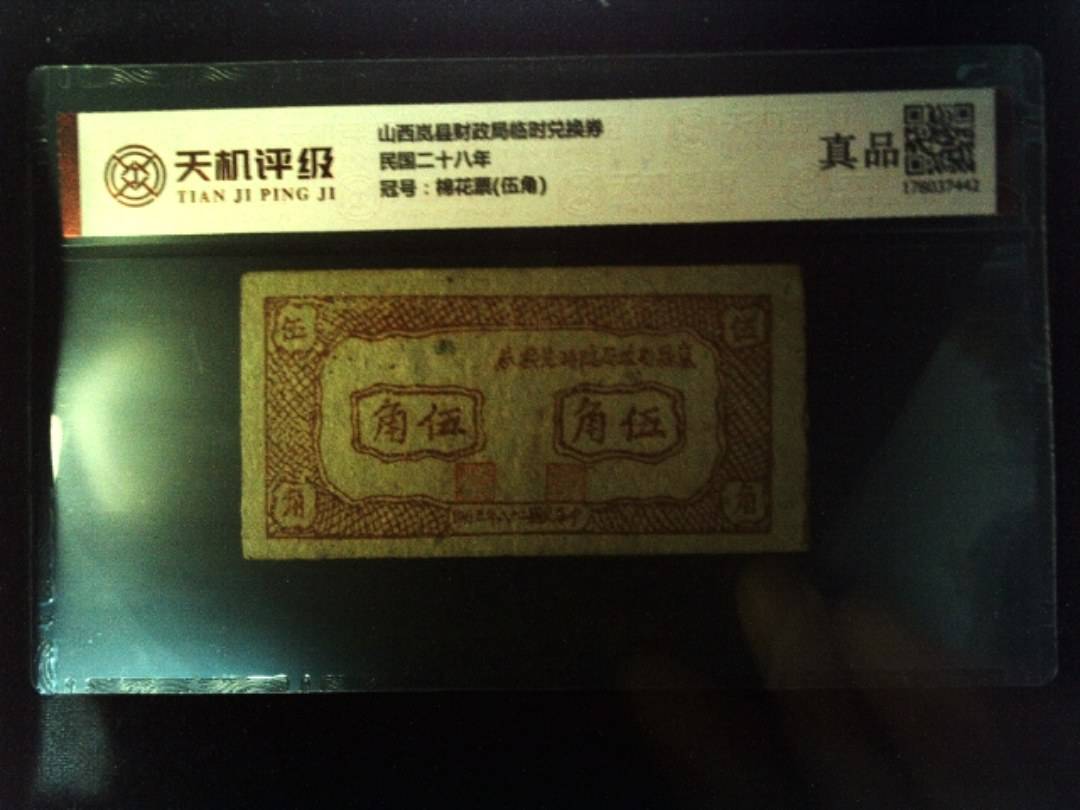 天机评级
TIAN JI PING JI
山西岚县财政局临时兑换券
民国二十八年
冠号：棉花票(伍角)
真品
178037442
伍
伍
角伍
角伍
角
角